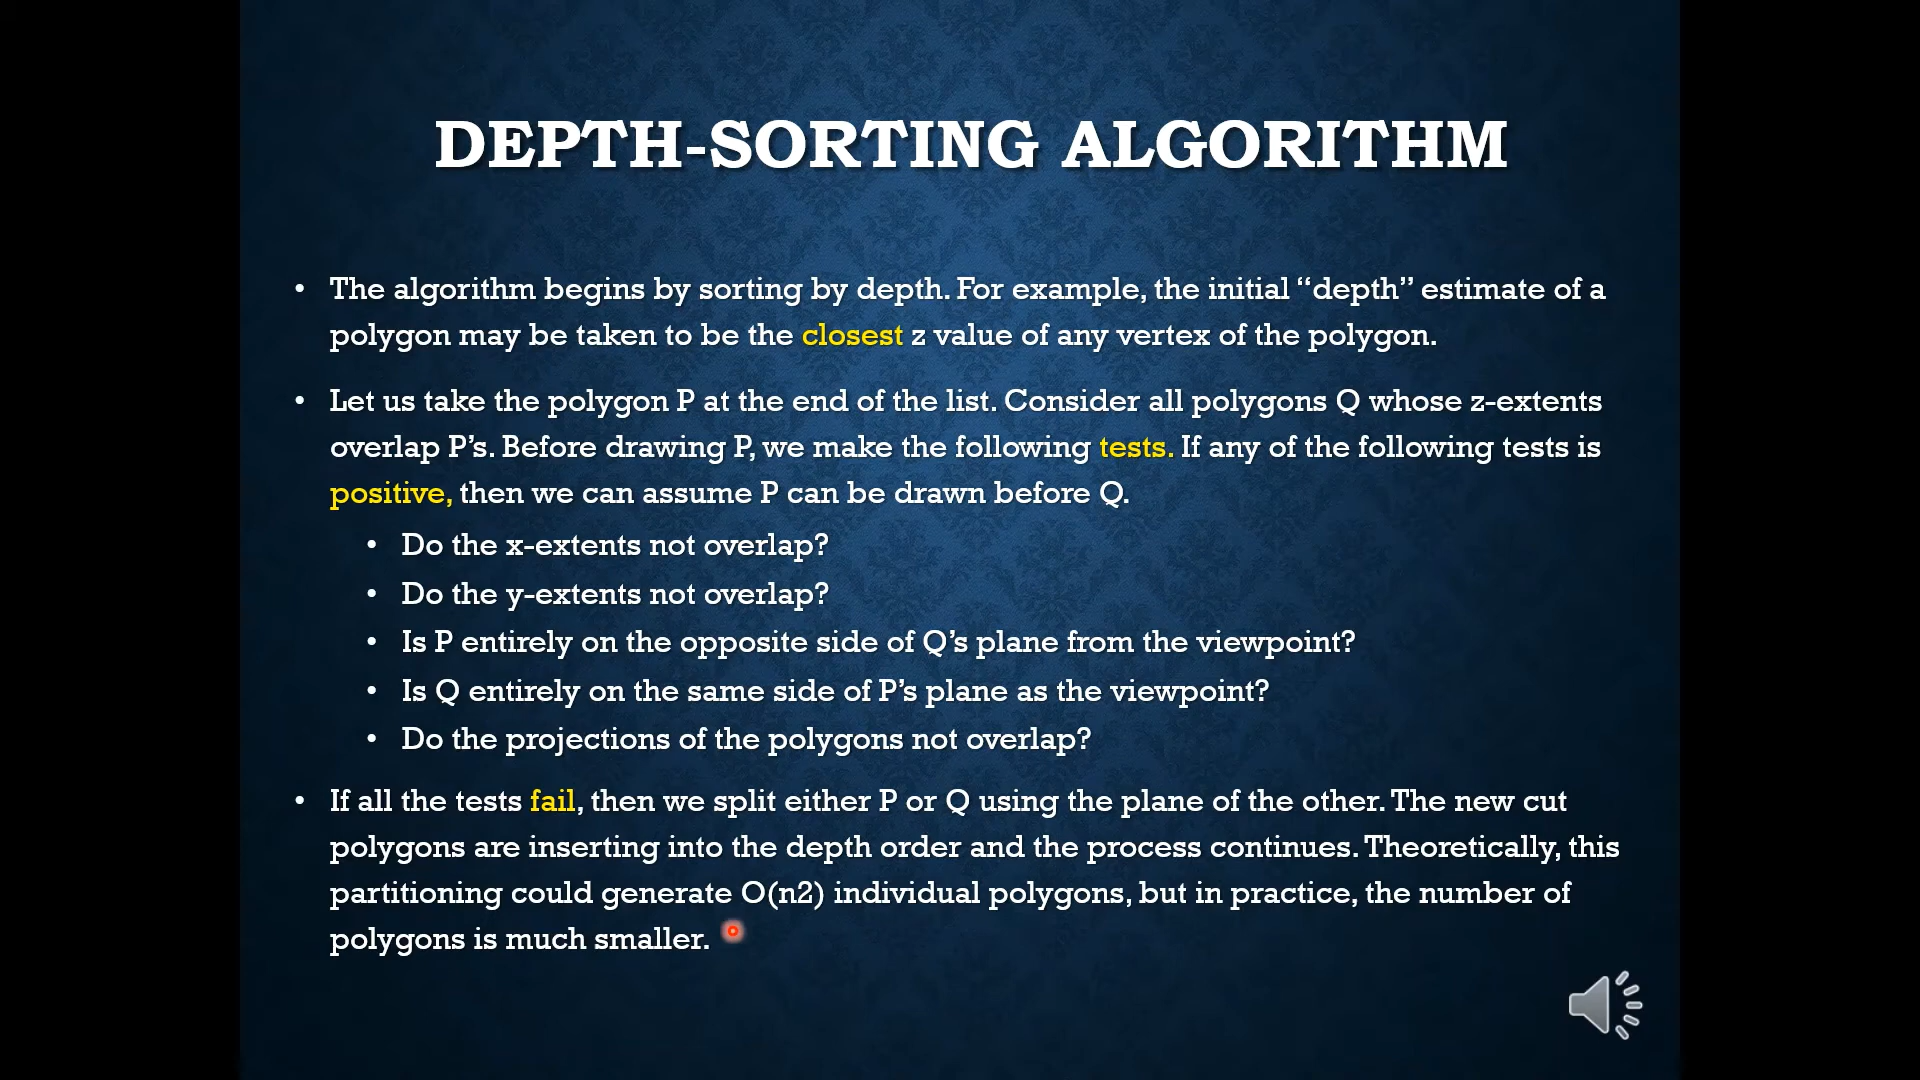 DEPTH-SORTING ALGORITHM
• The algorithm begins by sorting by depth. For example, the initial “depth” estimate of a
polygon may be taken to be the closest z value of any vertex of the polygon.
• Let us take the polygon P at the end of the list. Consider all polygons Q whose z-extents
overlap P’s. Before drawing P, we make the following tests. If any of the following tests is
positive, then we can assume P can be drawn before Q.
• Do the x-extents not overlap?
• Do the y-extents not overlap?
• Is P entirely on the opposite side of Q’s plane from the viewpoint?
• Is Q entirely on the same side of P’s plane as the viewpoint?
• Do the projections of the polygons not overlap?
• If all the tests fail, then we split either P or Q using the plane of the other. The new cut
polygons are inserting into the depth order and the process continues. Theoretically, this
partitioning could generate O(n2) individual polygons, but in practice, the number of
polygons is much smaller.